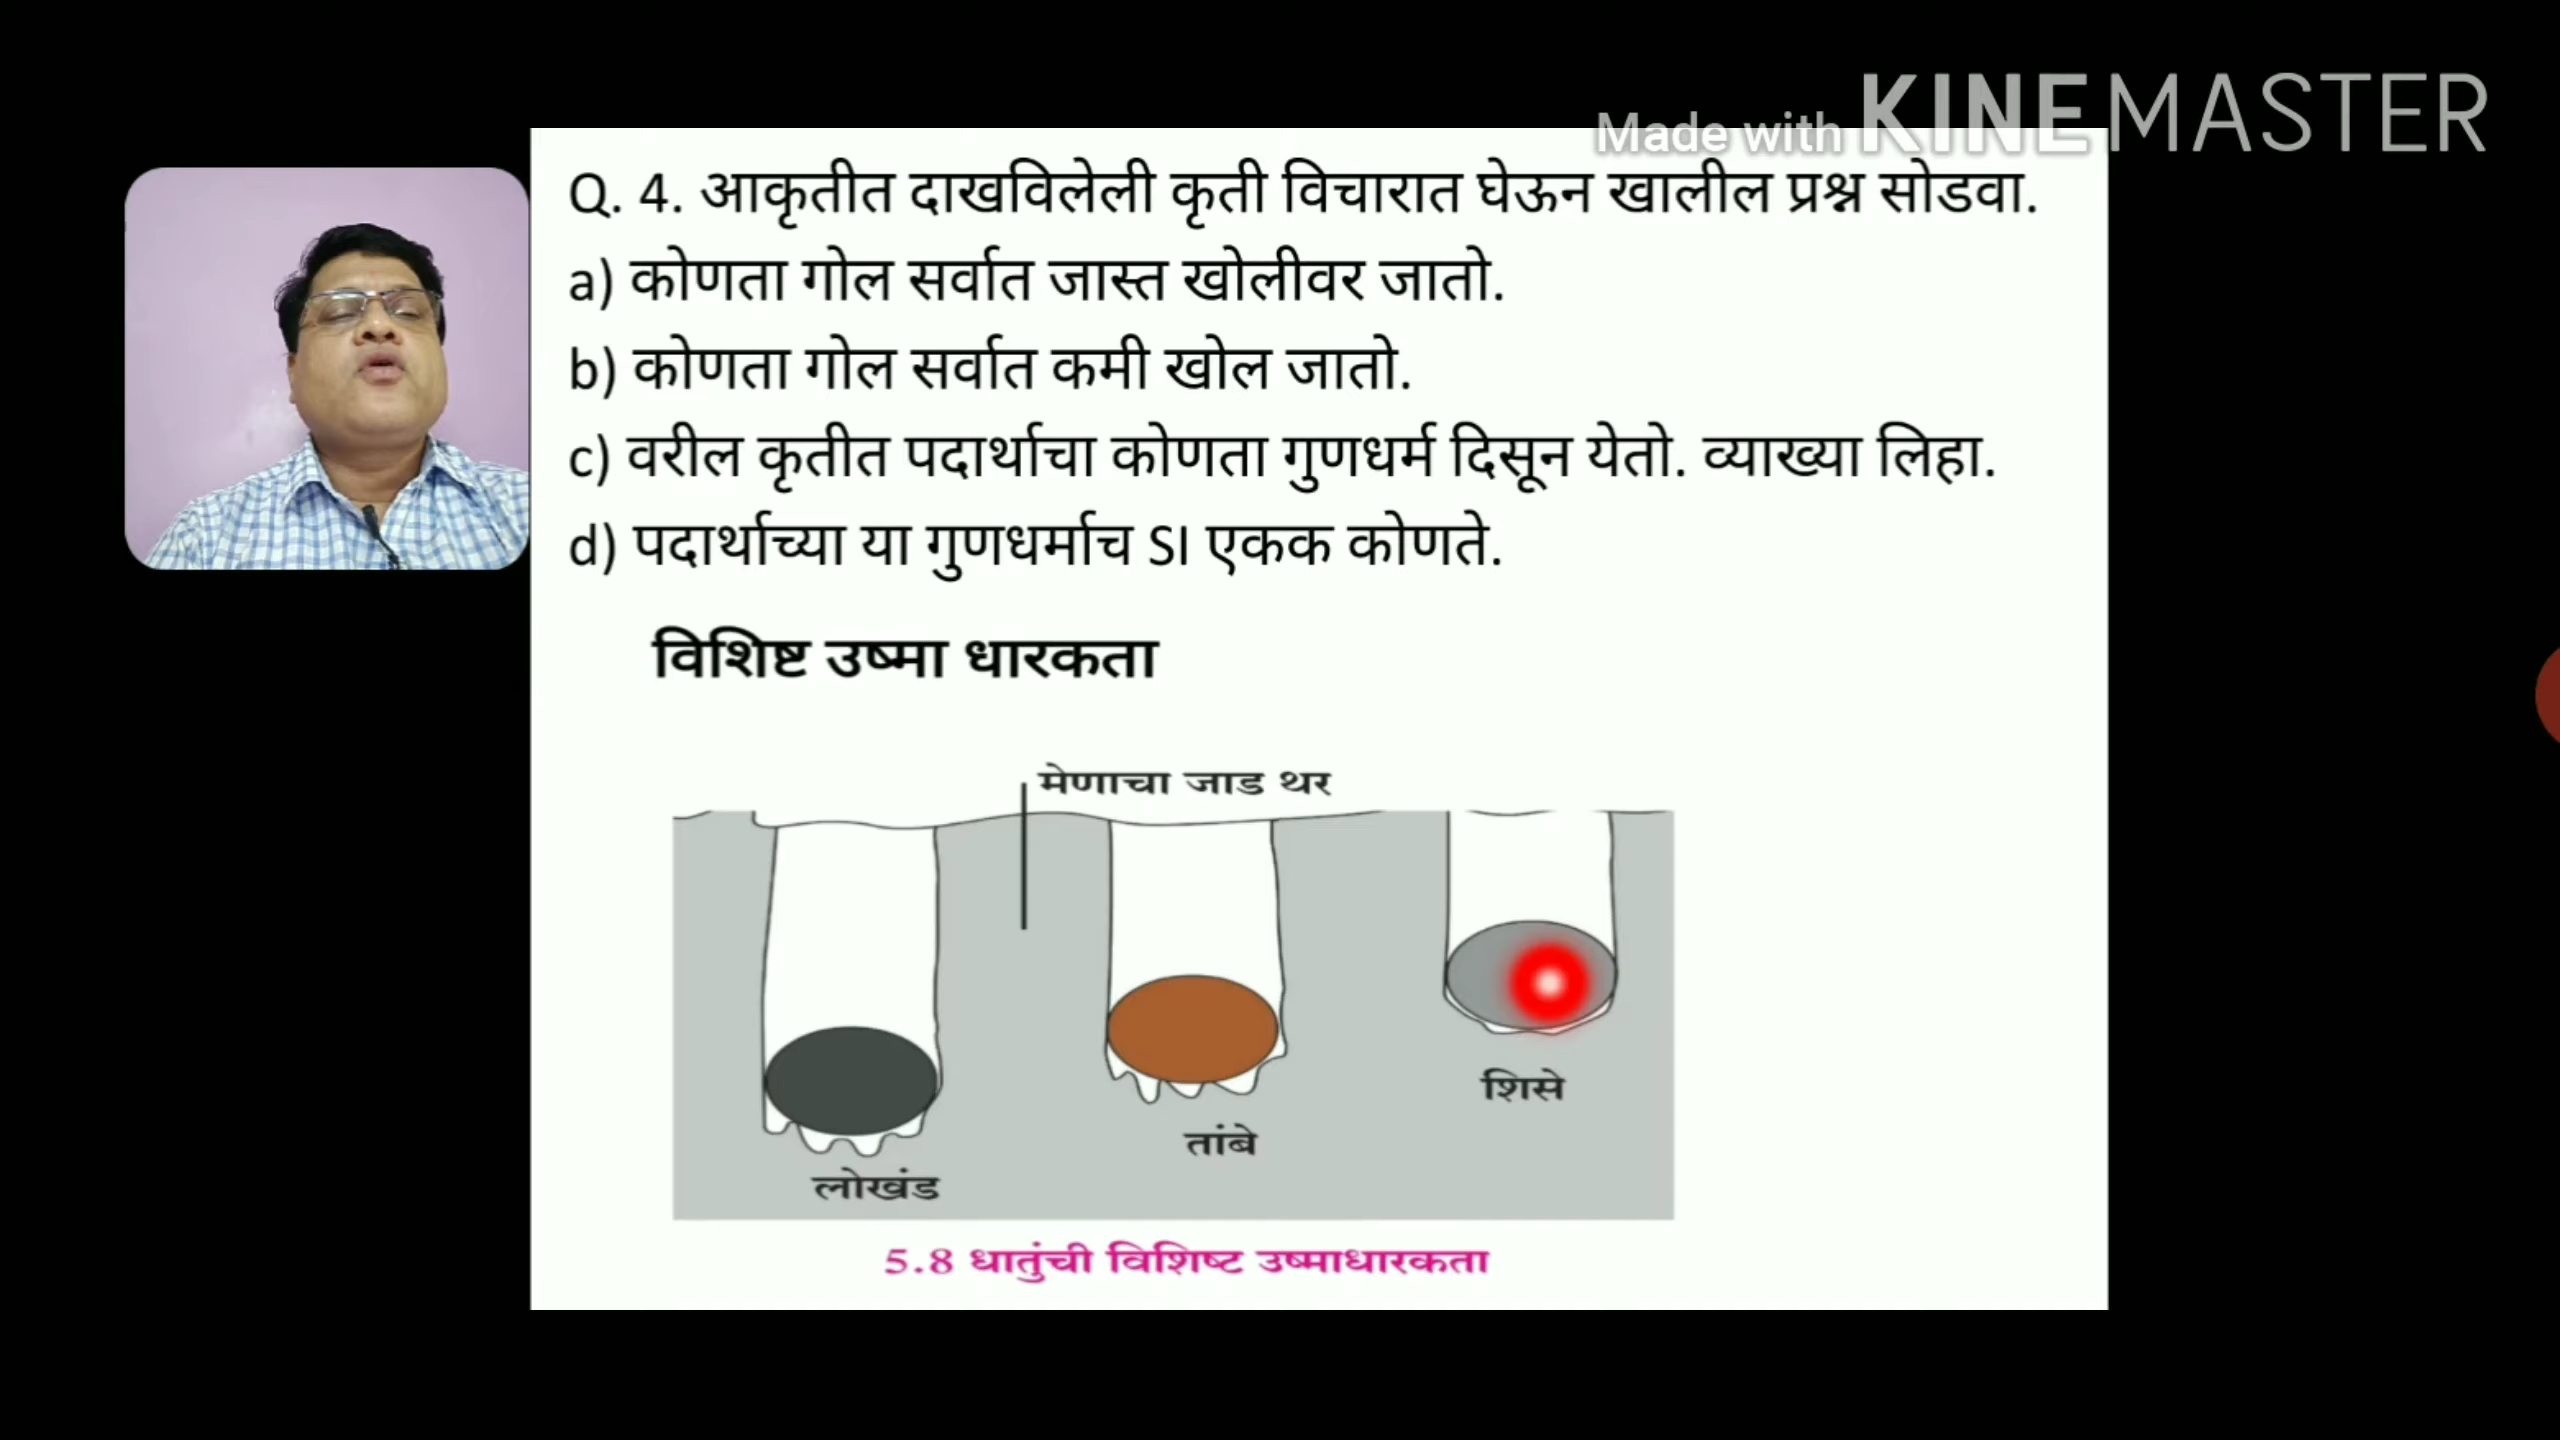 Made with KINEMASTER
Q. 4. आकृतीत दाखविलेली कृती विचारात घेऊन खालील प्रश्न सोडवा.
a) कोणता गोल सर्वात जास्त खोलीवर जातो.
b) कोणता गोल सर्वात कमी खोल जातो.
c) वरील कृतीत पदार्थाचा कोणता गुणधर्म दिसून येतो. व्याख्या लिहा.
d) पदार्थाच्या या गुणधर्माच SI एकक कोणते.
विशिष्ट उष्मा धारकता
मेणाचा जाड थर
शिसे
तांबे
लोखंड
5.8 धातुंची विशिष्ट उष्माधारकता